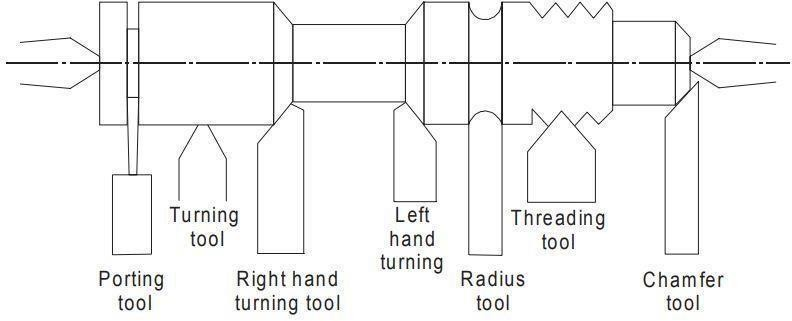 Porting
tool
Turning
tool
Right hand
turning tool
Left
hand
turning
Radius
tool
Threading
tool
Chamfer
tool